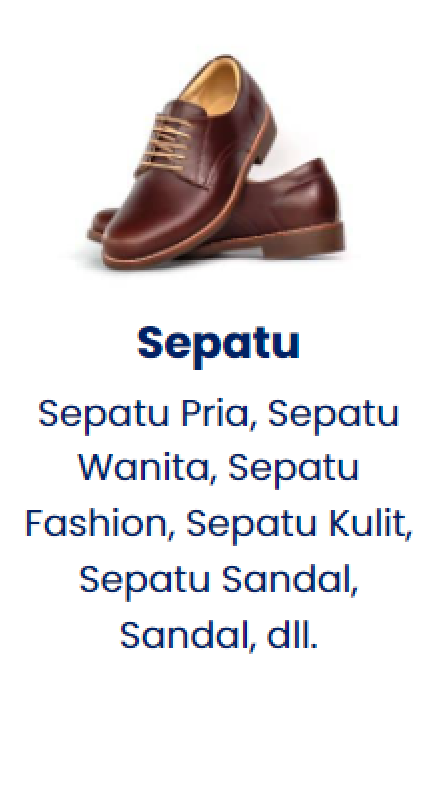 Sepatu
Sepatu Pria, Sepatu
Wanita, Sepatu
Fashion, Sepatu Kulit,
Sepatu Sandal,
Sandal, dll.